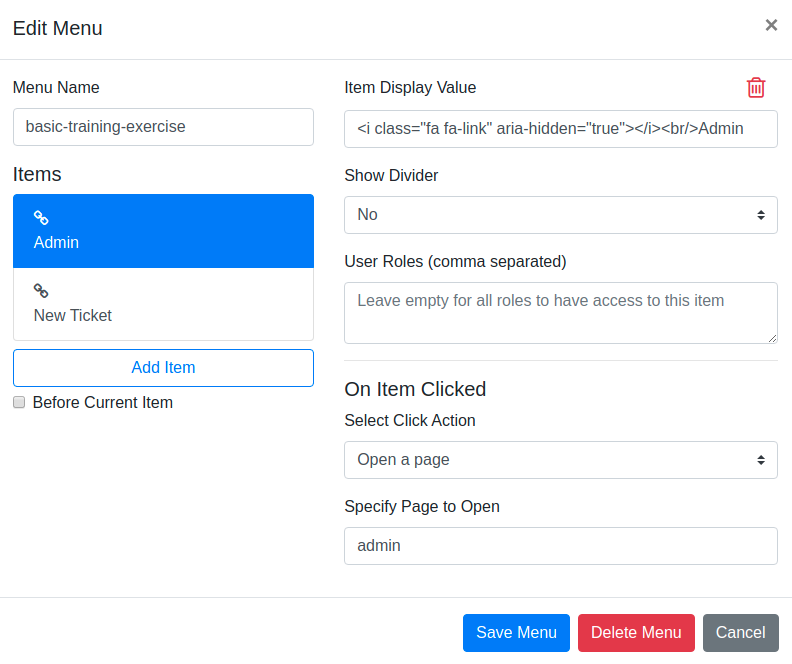 Edit Menu
×
Menu Name
basic-training-exercise
Items
Admin
New Ticket
Add Item
Before Current Item
Item Display Value
<i class="fa fa-link" aria-hidden="true"></i><br/>Admin
Show Divider
No
User Roles (comma separated)
Leave empty for all roles to have access to this item
On Item Clicked
Select Click Action
Open a page
Specify Page to Open
admin
Save Menu
Delete Menu
Cancel